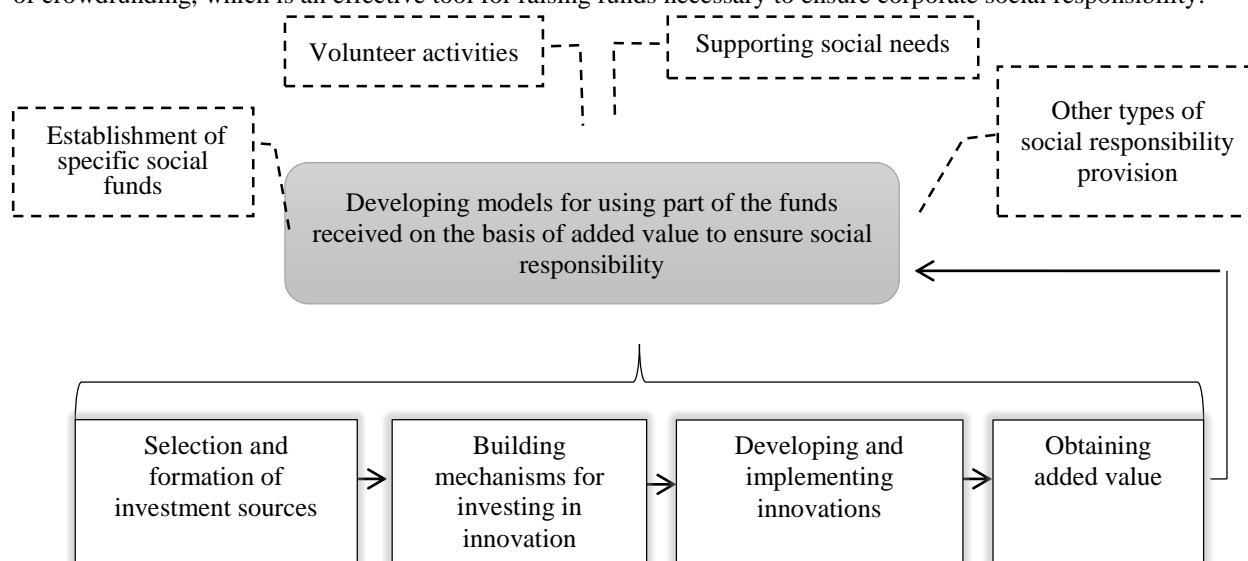 of crowdfunding, which is an effective tool for raising funds necessary to ensure corporate social responsibility.
Volunteer activities
Supporting social needs
Establishment of
specific social
funds
Other types of
social responsibility
provision
Developing models for using part of the funds
received on the basis of added value to ensure social
responsibility
Selection and
formation of
investment sources
Building
mechanisms for
investing in
innovation
Developing and
implementing
innovations
Obtaining
added value